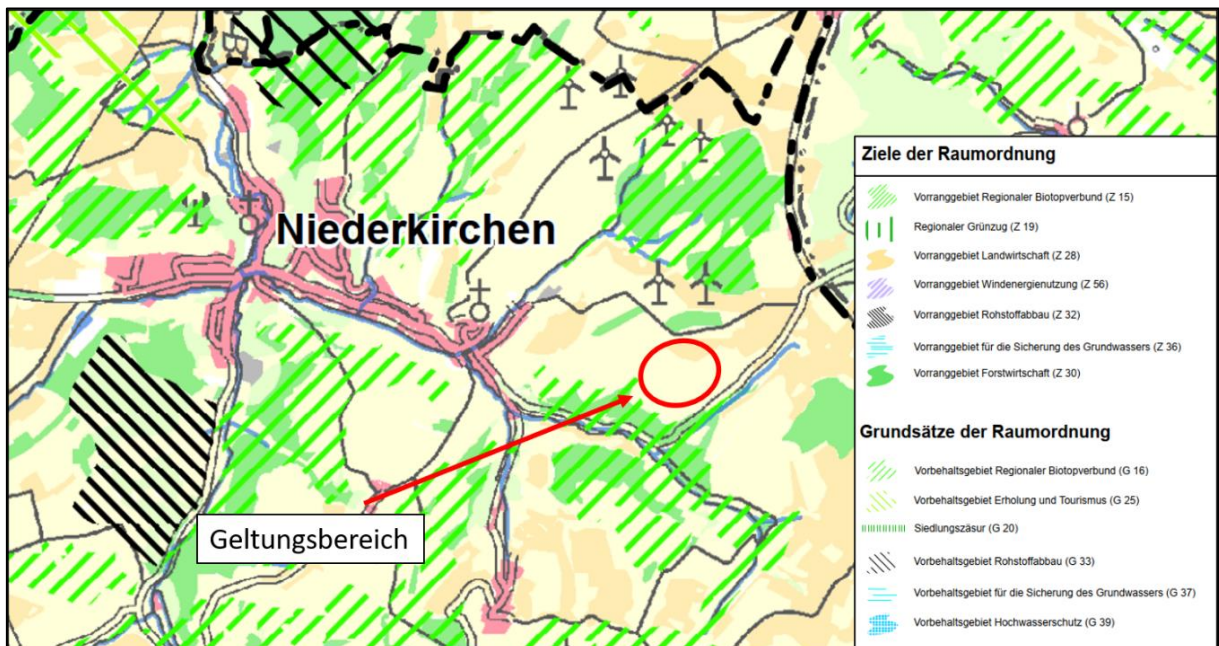 Niederkirchen
Geltungsbereich
Ziele der Raumordnung
Vorranggebiet Regionaler Biotopverbund (Z 15)
Regionaler Grünzug (Z 19)
Vorranggebiet Landwirtschaft (Z 28)
Vorranggebiet Windenergienutzung (Z 56)
Vorranggebiet Rohstoffabbau (Z 32)
Vorranggebiet für die Sicherung des Grundwassers (Z 36)
Vorranggebiet Forstwirtschaft (Z 30)
Grundsätze der Raumordnung
Vorbehaltsgebiet Regionaler Biotopverbund (G 16)
Vorbehaltsgebiet Erholung und Tourismus (G 25)
Siedlungszäsur (G 20)
Vorbehaltsgebiet Rohstoffabbau (G 33)
Vorbehaltsgebiet für die Sicherung des Grundwassers (G 37)
Vorbehaltsgebiet Hochwasserschutz (G 39)